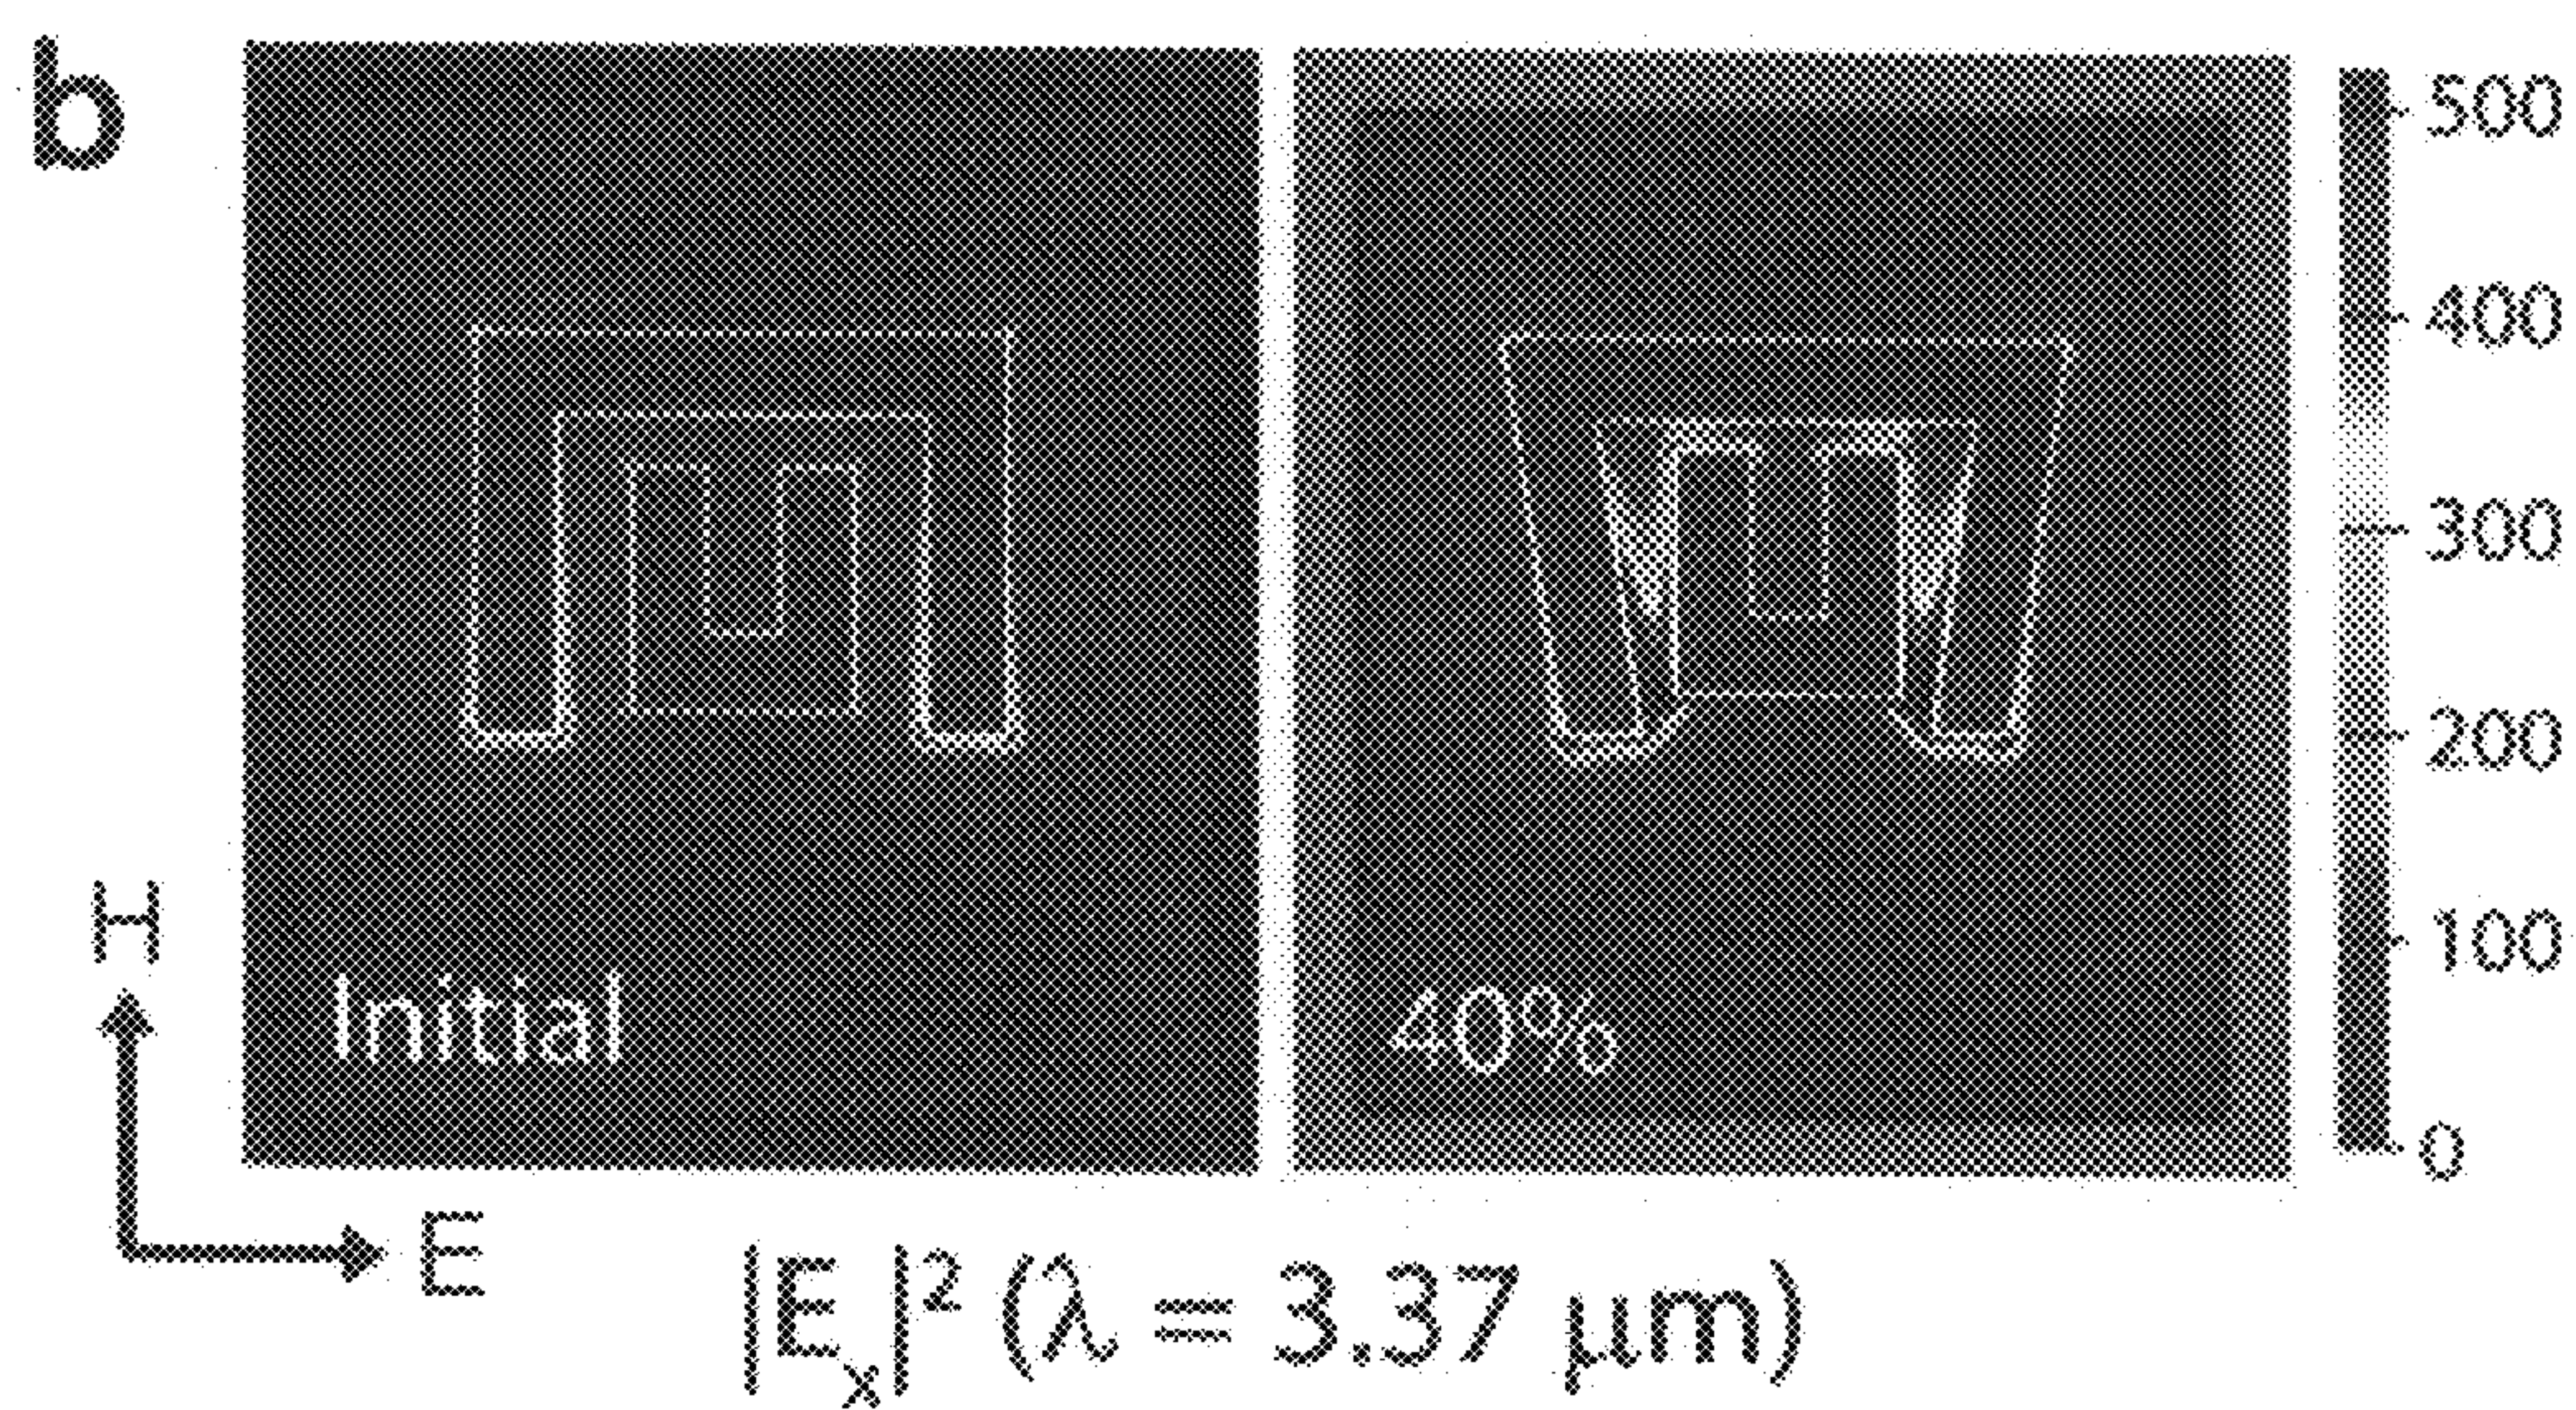 b
Initial
40%
500
400
300
200
100
0
H
E
|Eₓ|² (λ = 3.37 μm)